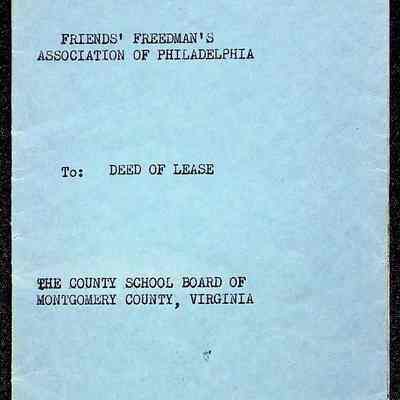 FRIENDS' FREEDMAN'S
ASSOCIATION OF PHILADELPHIA
To: DEED OF LEASE
THE COUNTY SCHOOL BOARD OF
MONTGOMERY COUNTY, VIRGINIA